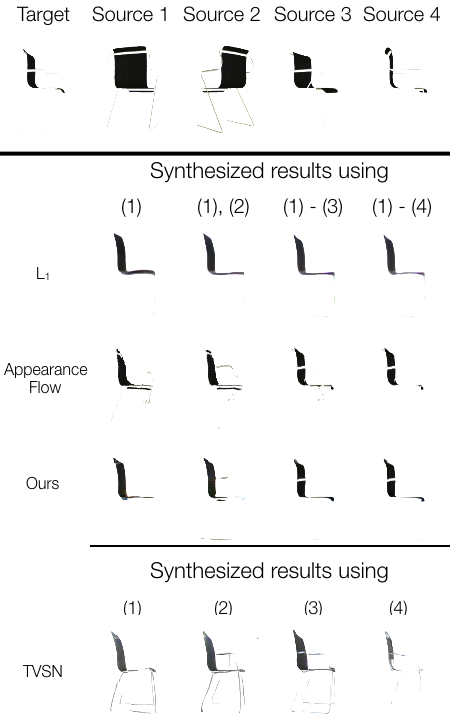 Target Source 1 Source 2 Source 3 Source 4
Synthesized results using
(1) (1), (2) (1) - (3) (1) - (4)
L₁
Appearance
Flow
Ours
Synthesized results using
(1) (2) (3) (4)
TVSN